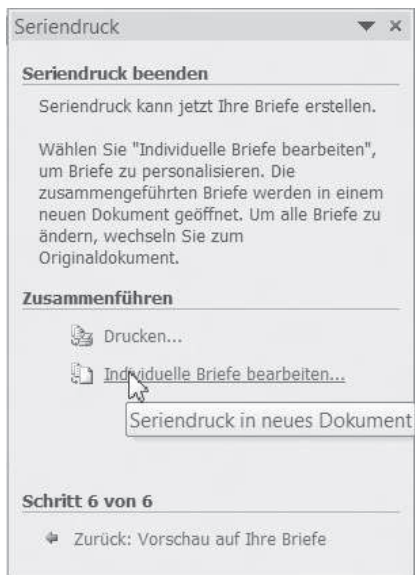 Seriendruck
Seriendruck beenden
Seriendruck kann jetzt Ihre Briefe erstellen.
Wählen Sie "Individuelle Briefe bearbeiten",
um Briefe zu personalisieren. Die
zusammengeführten Briefe werden in einem
neuen Dokument geöffnet. Um alle Briefe zu
ändern, wechseln Sie zum
Originaldokument.
Zusammenführen
Drucken...
Individuelle Briefe bearbeiten...
Seriendruck in neues Dokument
Schritt 6 von 6
Zurück: Vorschau auf Ihre Briefe